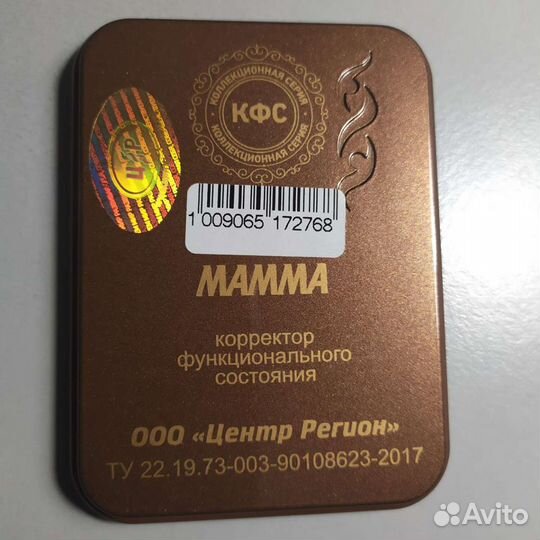 КОЛЛЕКЦИОННАЯ СЕРИЯ
КФС
КОЛЛЕКЦИОННАЯ СЕРИЯ
ЦР
1 009065 172768
МАММА
корректор
функционального
состояния
ООО «Центр Регион»
ТУ 22.19.73-003-90108623-2017
Avito